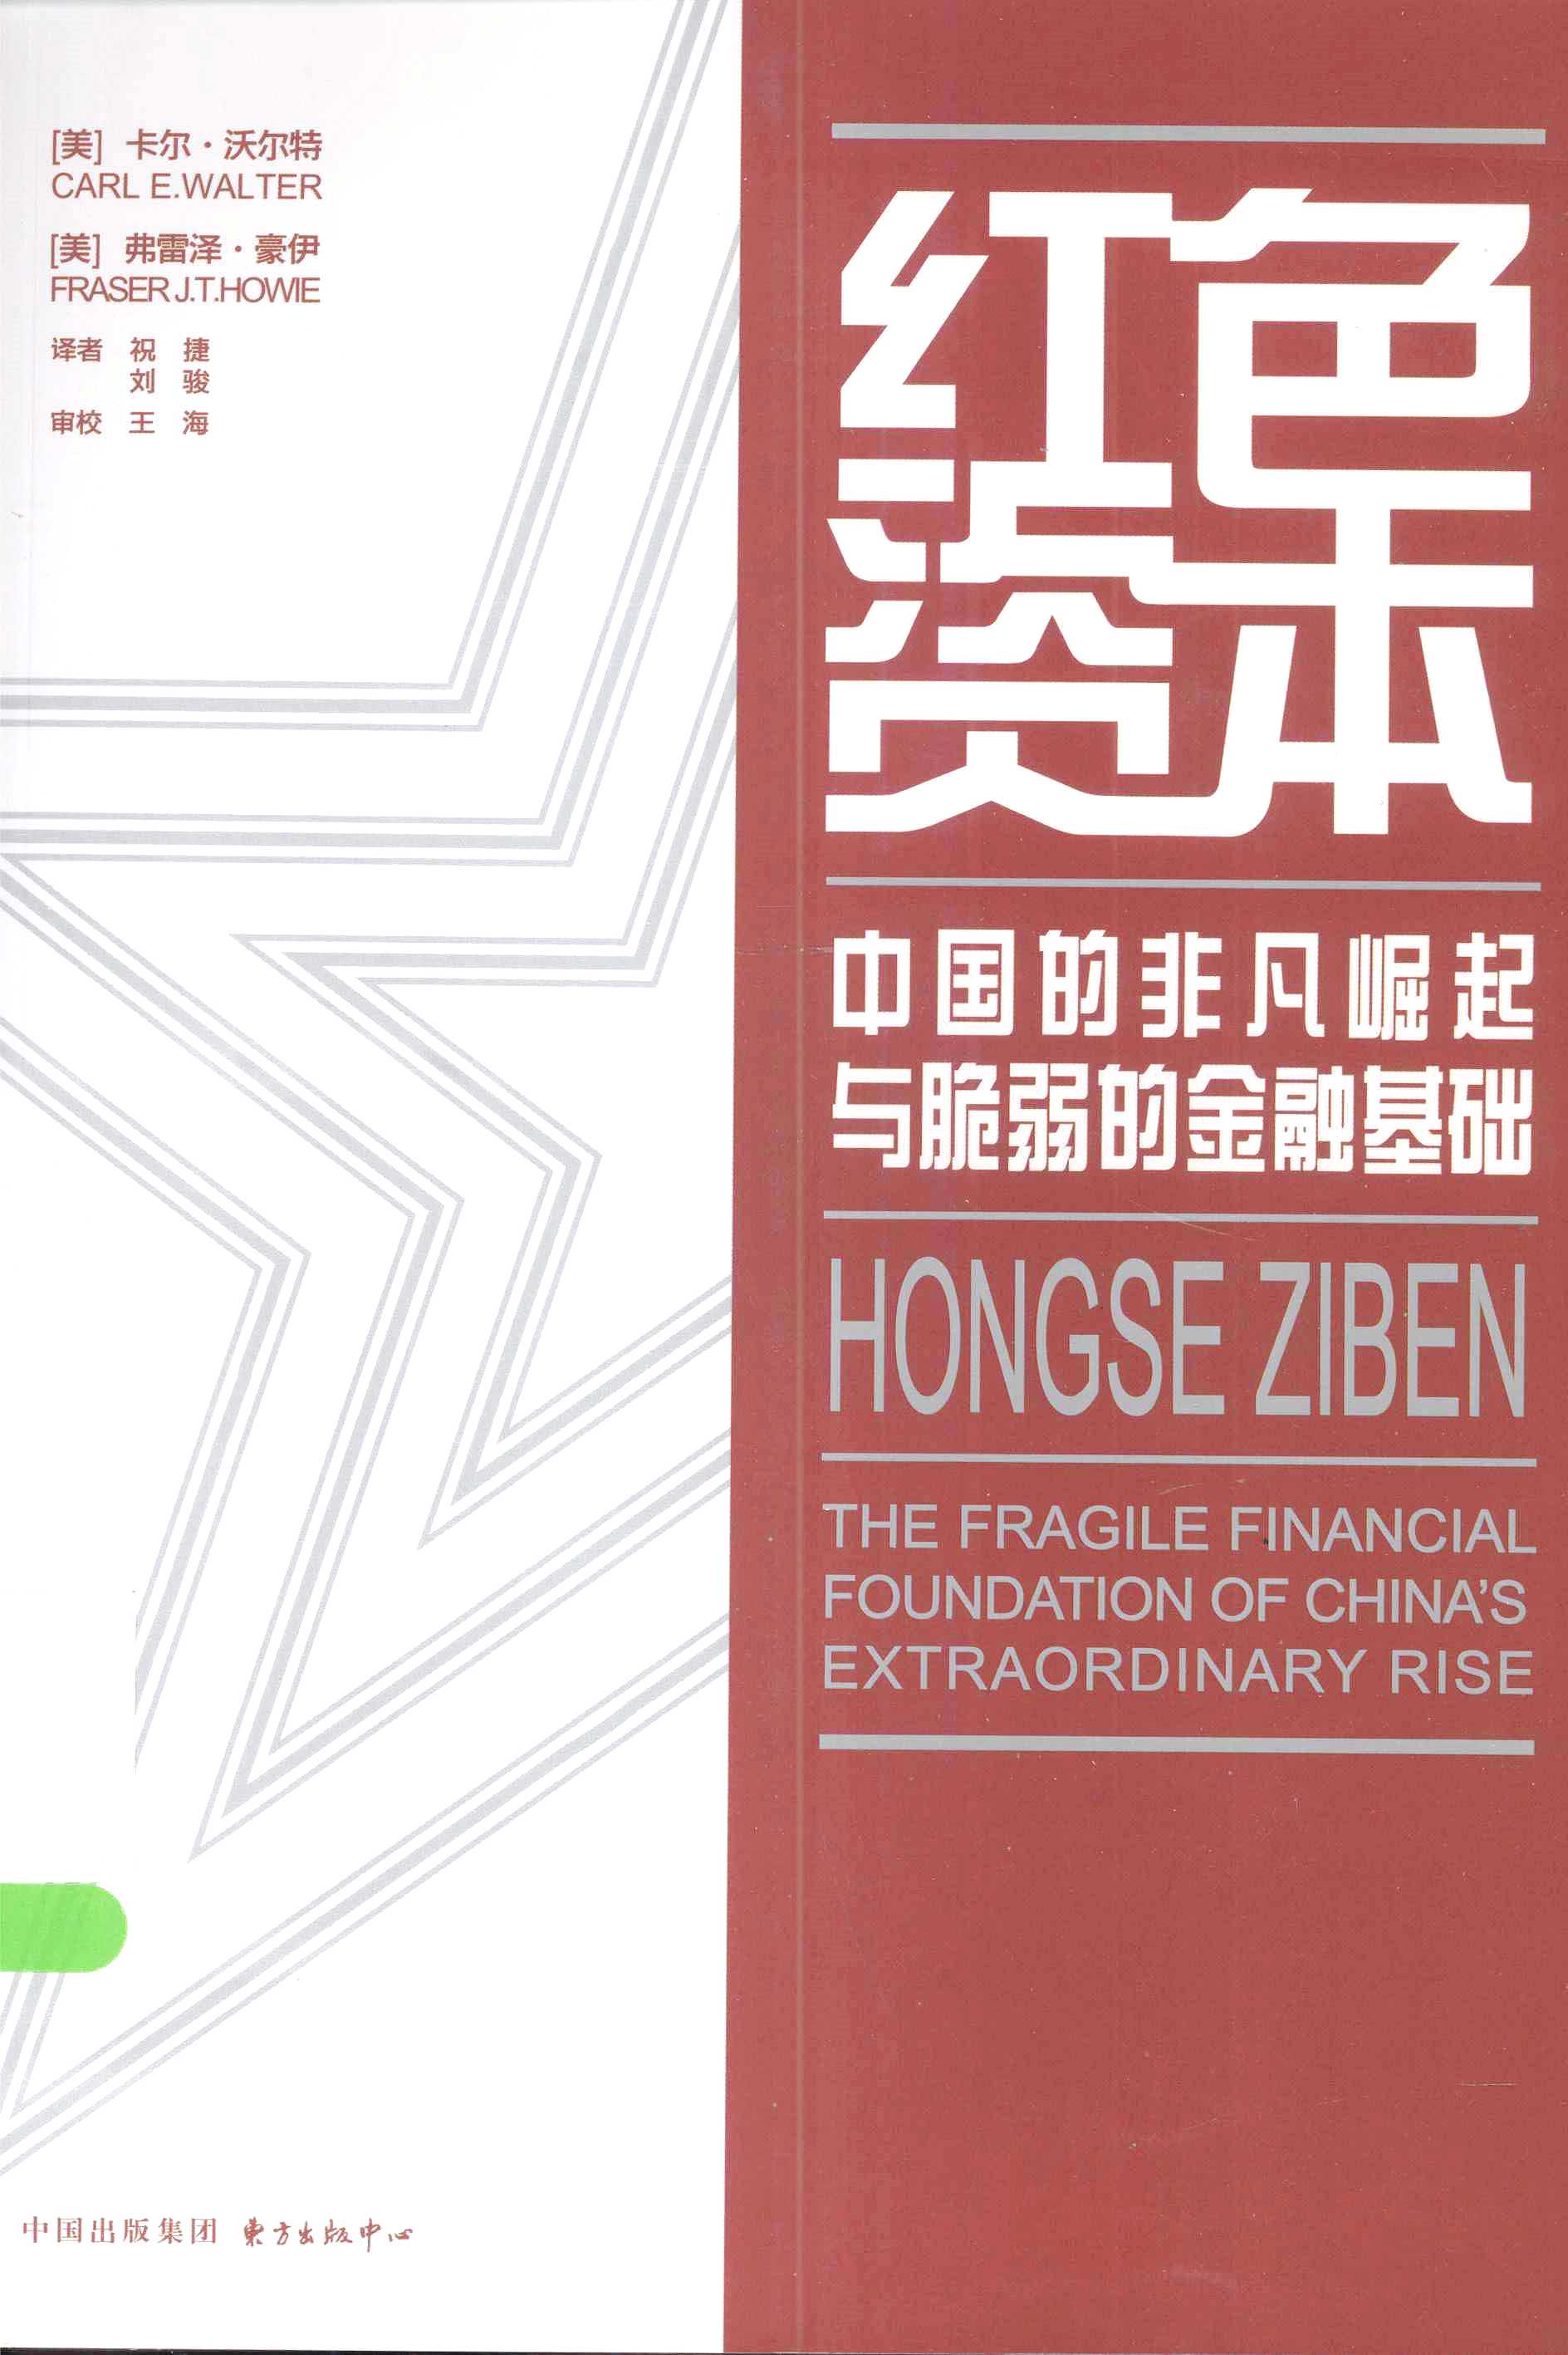 [美] 卡尔·沃尔特
CARL E.WALTER
[美] 弗雷泽·豪伊
FRASER J.T.HOWIE
译者 祝 捷
刘 骏
审校 王 海
红色
资本
中国的非凡崛起
与脆弱的金融基础
HONGSE ZIBEN
THE FRAGILE FINANCIAL
FOUNDATION OF CHINA'S
EXTRAORDINARY RISE
中国出版集团 東方出版中心